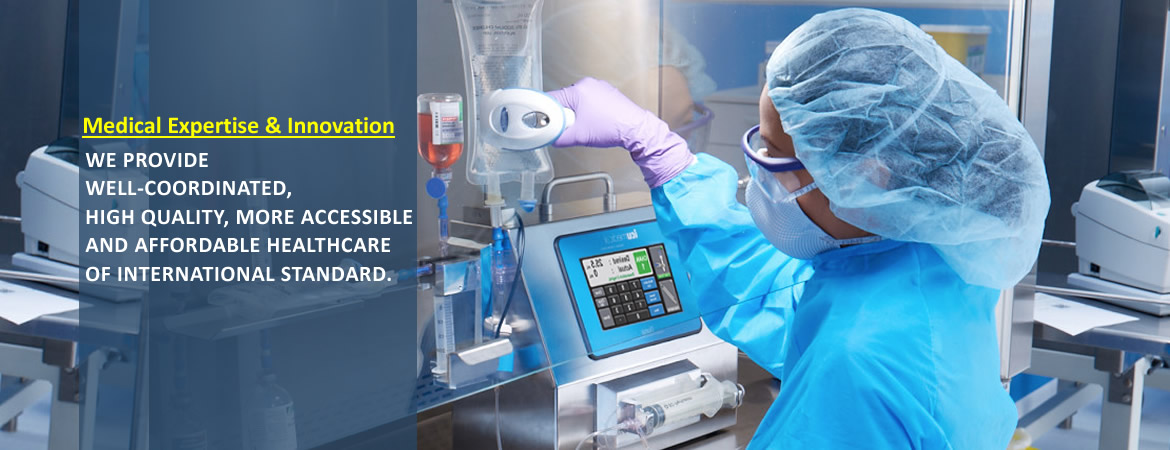 Medical Expertise & Innovation
WE PROVIDE
WELL-COORDINATED,
HIGH QUALITY, MORE ACCESSIBLE
AND AFFORDABLE HEALTHCARE
OF INTERNATIONAL STANDARD.